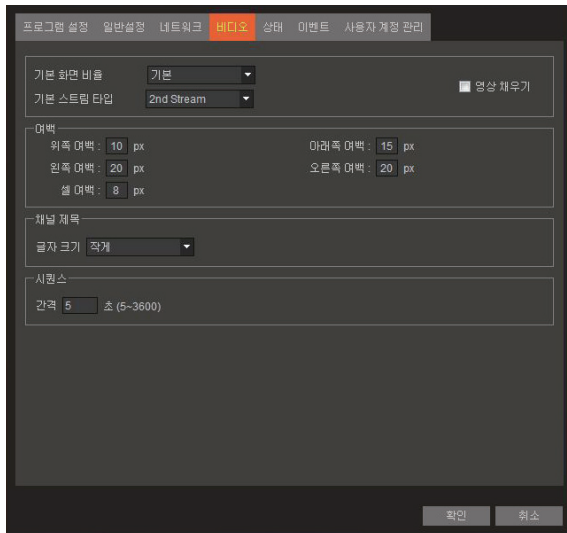 프로그램 설정 일반설정 네트워크 비디오 상태 이벤트 사용자 계정 관리
기본 화면 비율 기본
영상 채우기
기본 스트림 타입 2nd Stream
여백
위쪽 여백 : 10 px 아래쪽 여백 : 15 px
왼쪽 여백 : 20 px 오른쪽 여백 : 20 px
셀 여백 : 8 px
채널 제목
글자 크기 작게
시퀀스
간격 5 초 (5~3600)
확인 취소